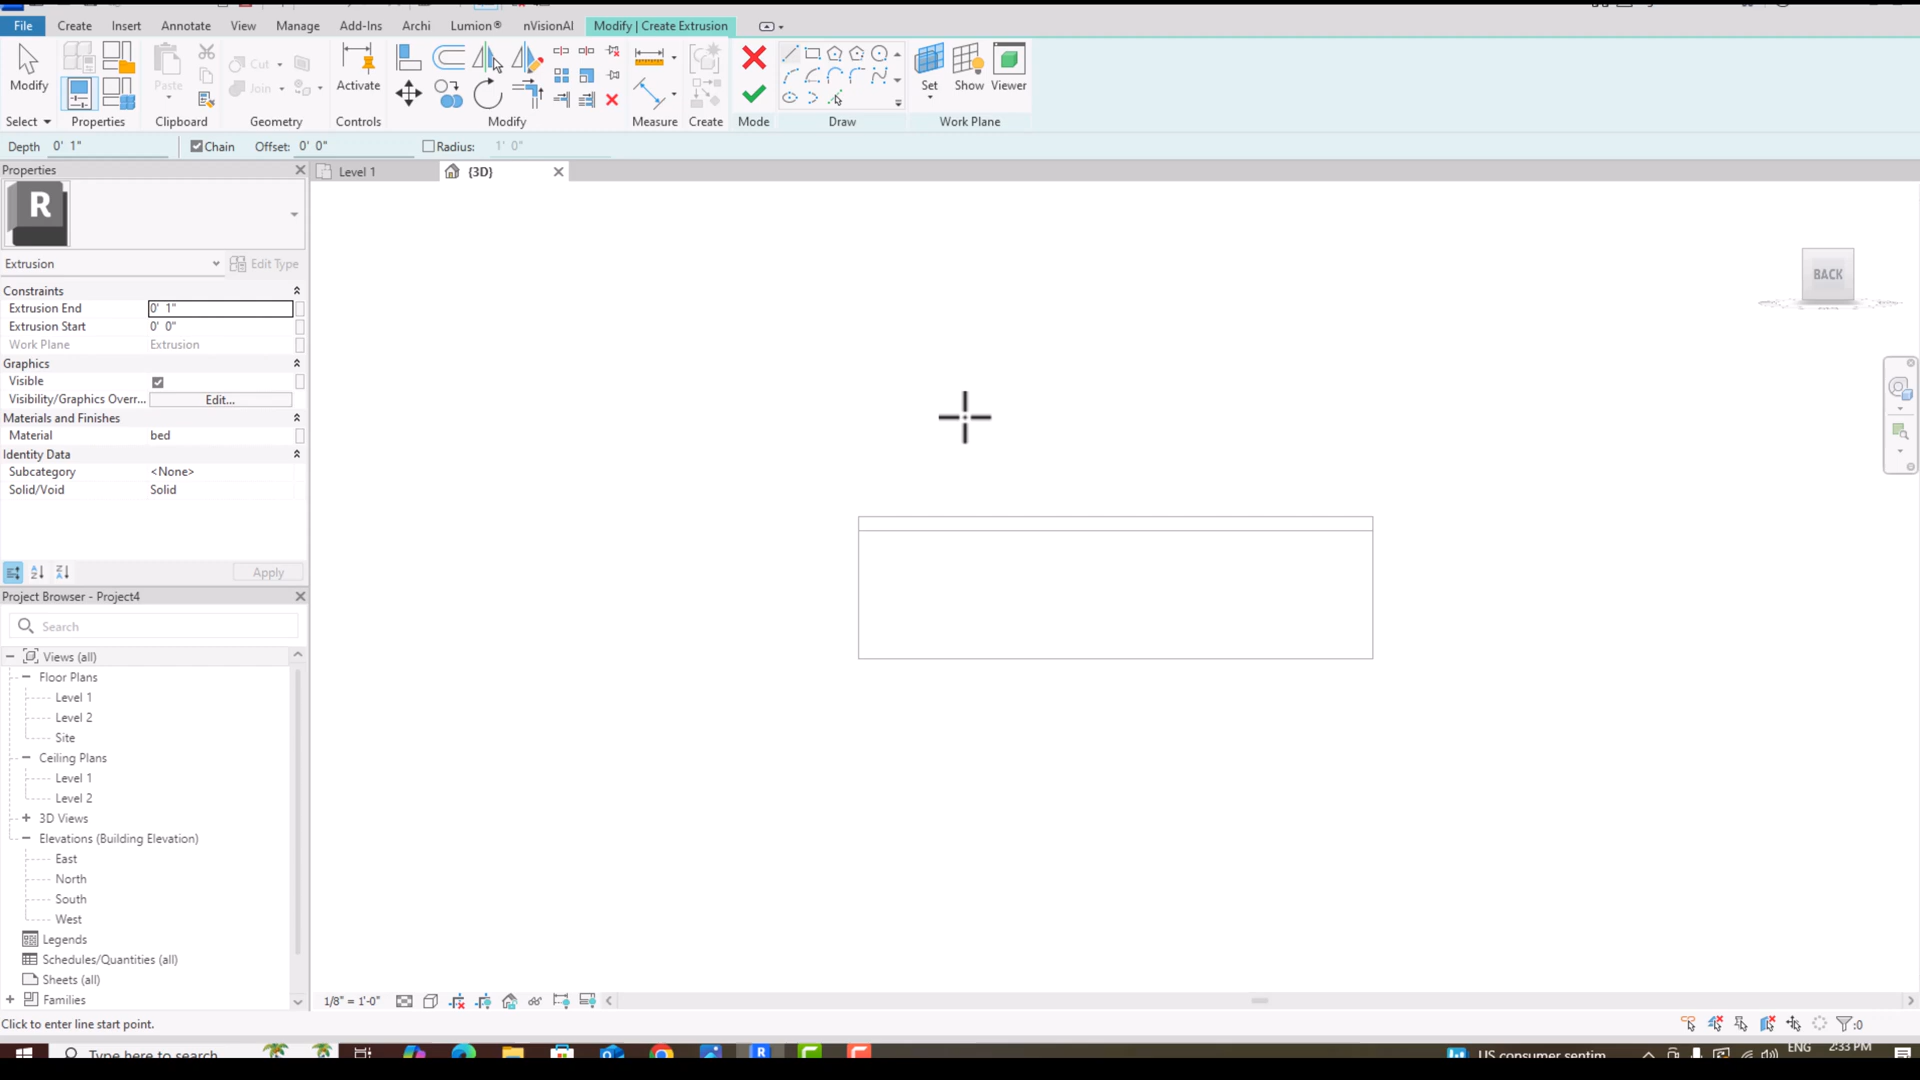 File Create Insert Annotate View Manage Add-Ins Archi Lumion® nVisionAI Modify | Create Extrusion
Modify Paste Cut Join Activate Set Show Viewer
Select Properties Clipboard Geometry Controls Modify Measure Create Mode Draw Work Plane
Depth 0' 1" Chain Offset: 0' 0" Radius: 1' 0"
Properties
Level 1
{3D}
R
Extrusion Edit Type
Constraints
Extrusion End 0' 1"
Extrusion Start 0' 0"
Work Plane Extrusion
Graphics
Visible
Visibility/Graphics Overr... Edit...
Materials and Finishes
Material bed
Identity Data
Subcategory <None>
Solid/Void Solid
Apply
BACK
Project Browser - Project4
Search
Views (all)
Floor Plans
Level 1
Level 2
Site
Ceiling Plans
Level 1
Level 2
3D Views
Elevations (Building Elevation)
East
North
South
West
Legends
Schedules/Quantities (all)
Sheets (all)
Families
1/8" = 1'-0"
Click to enter line start point.
:0
Type here to search
US consumer sentim...
ENG
2:33 PM